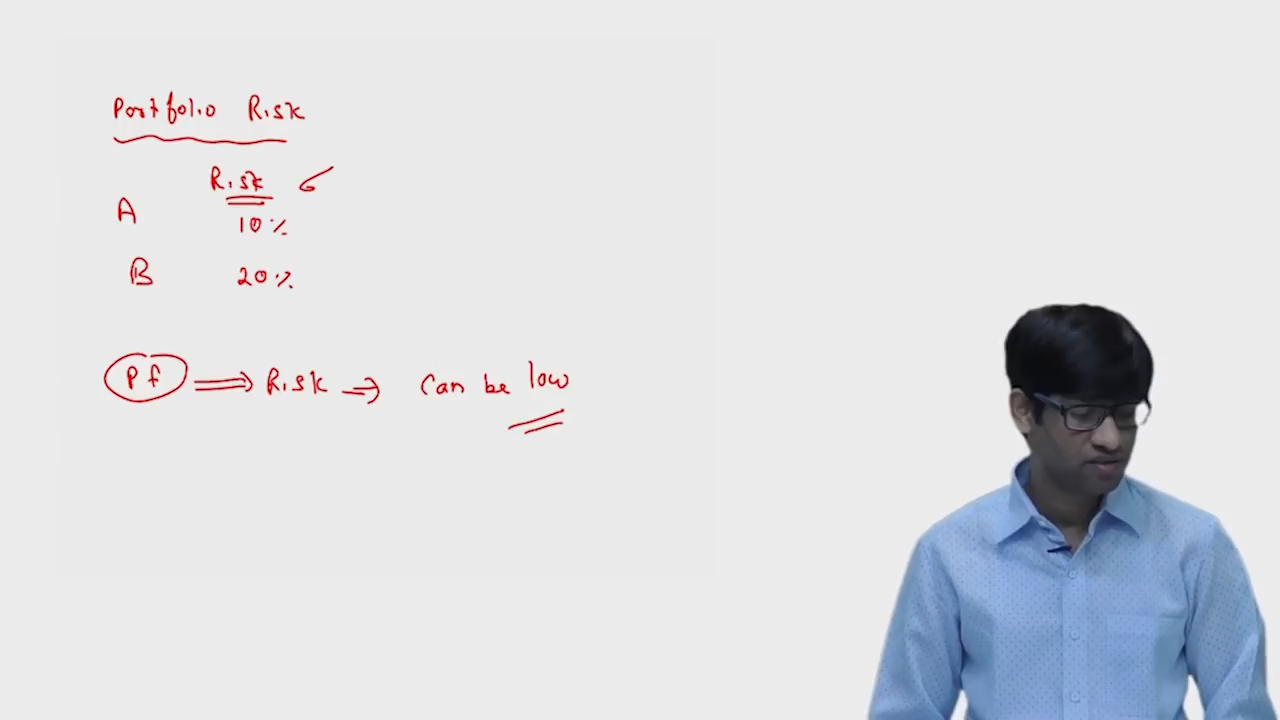 Portfolio Risk
Risk σ
A 10%
B 20%
Pf ⇒ Risk → Can be low